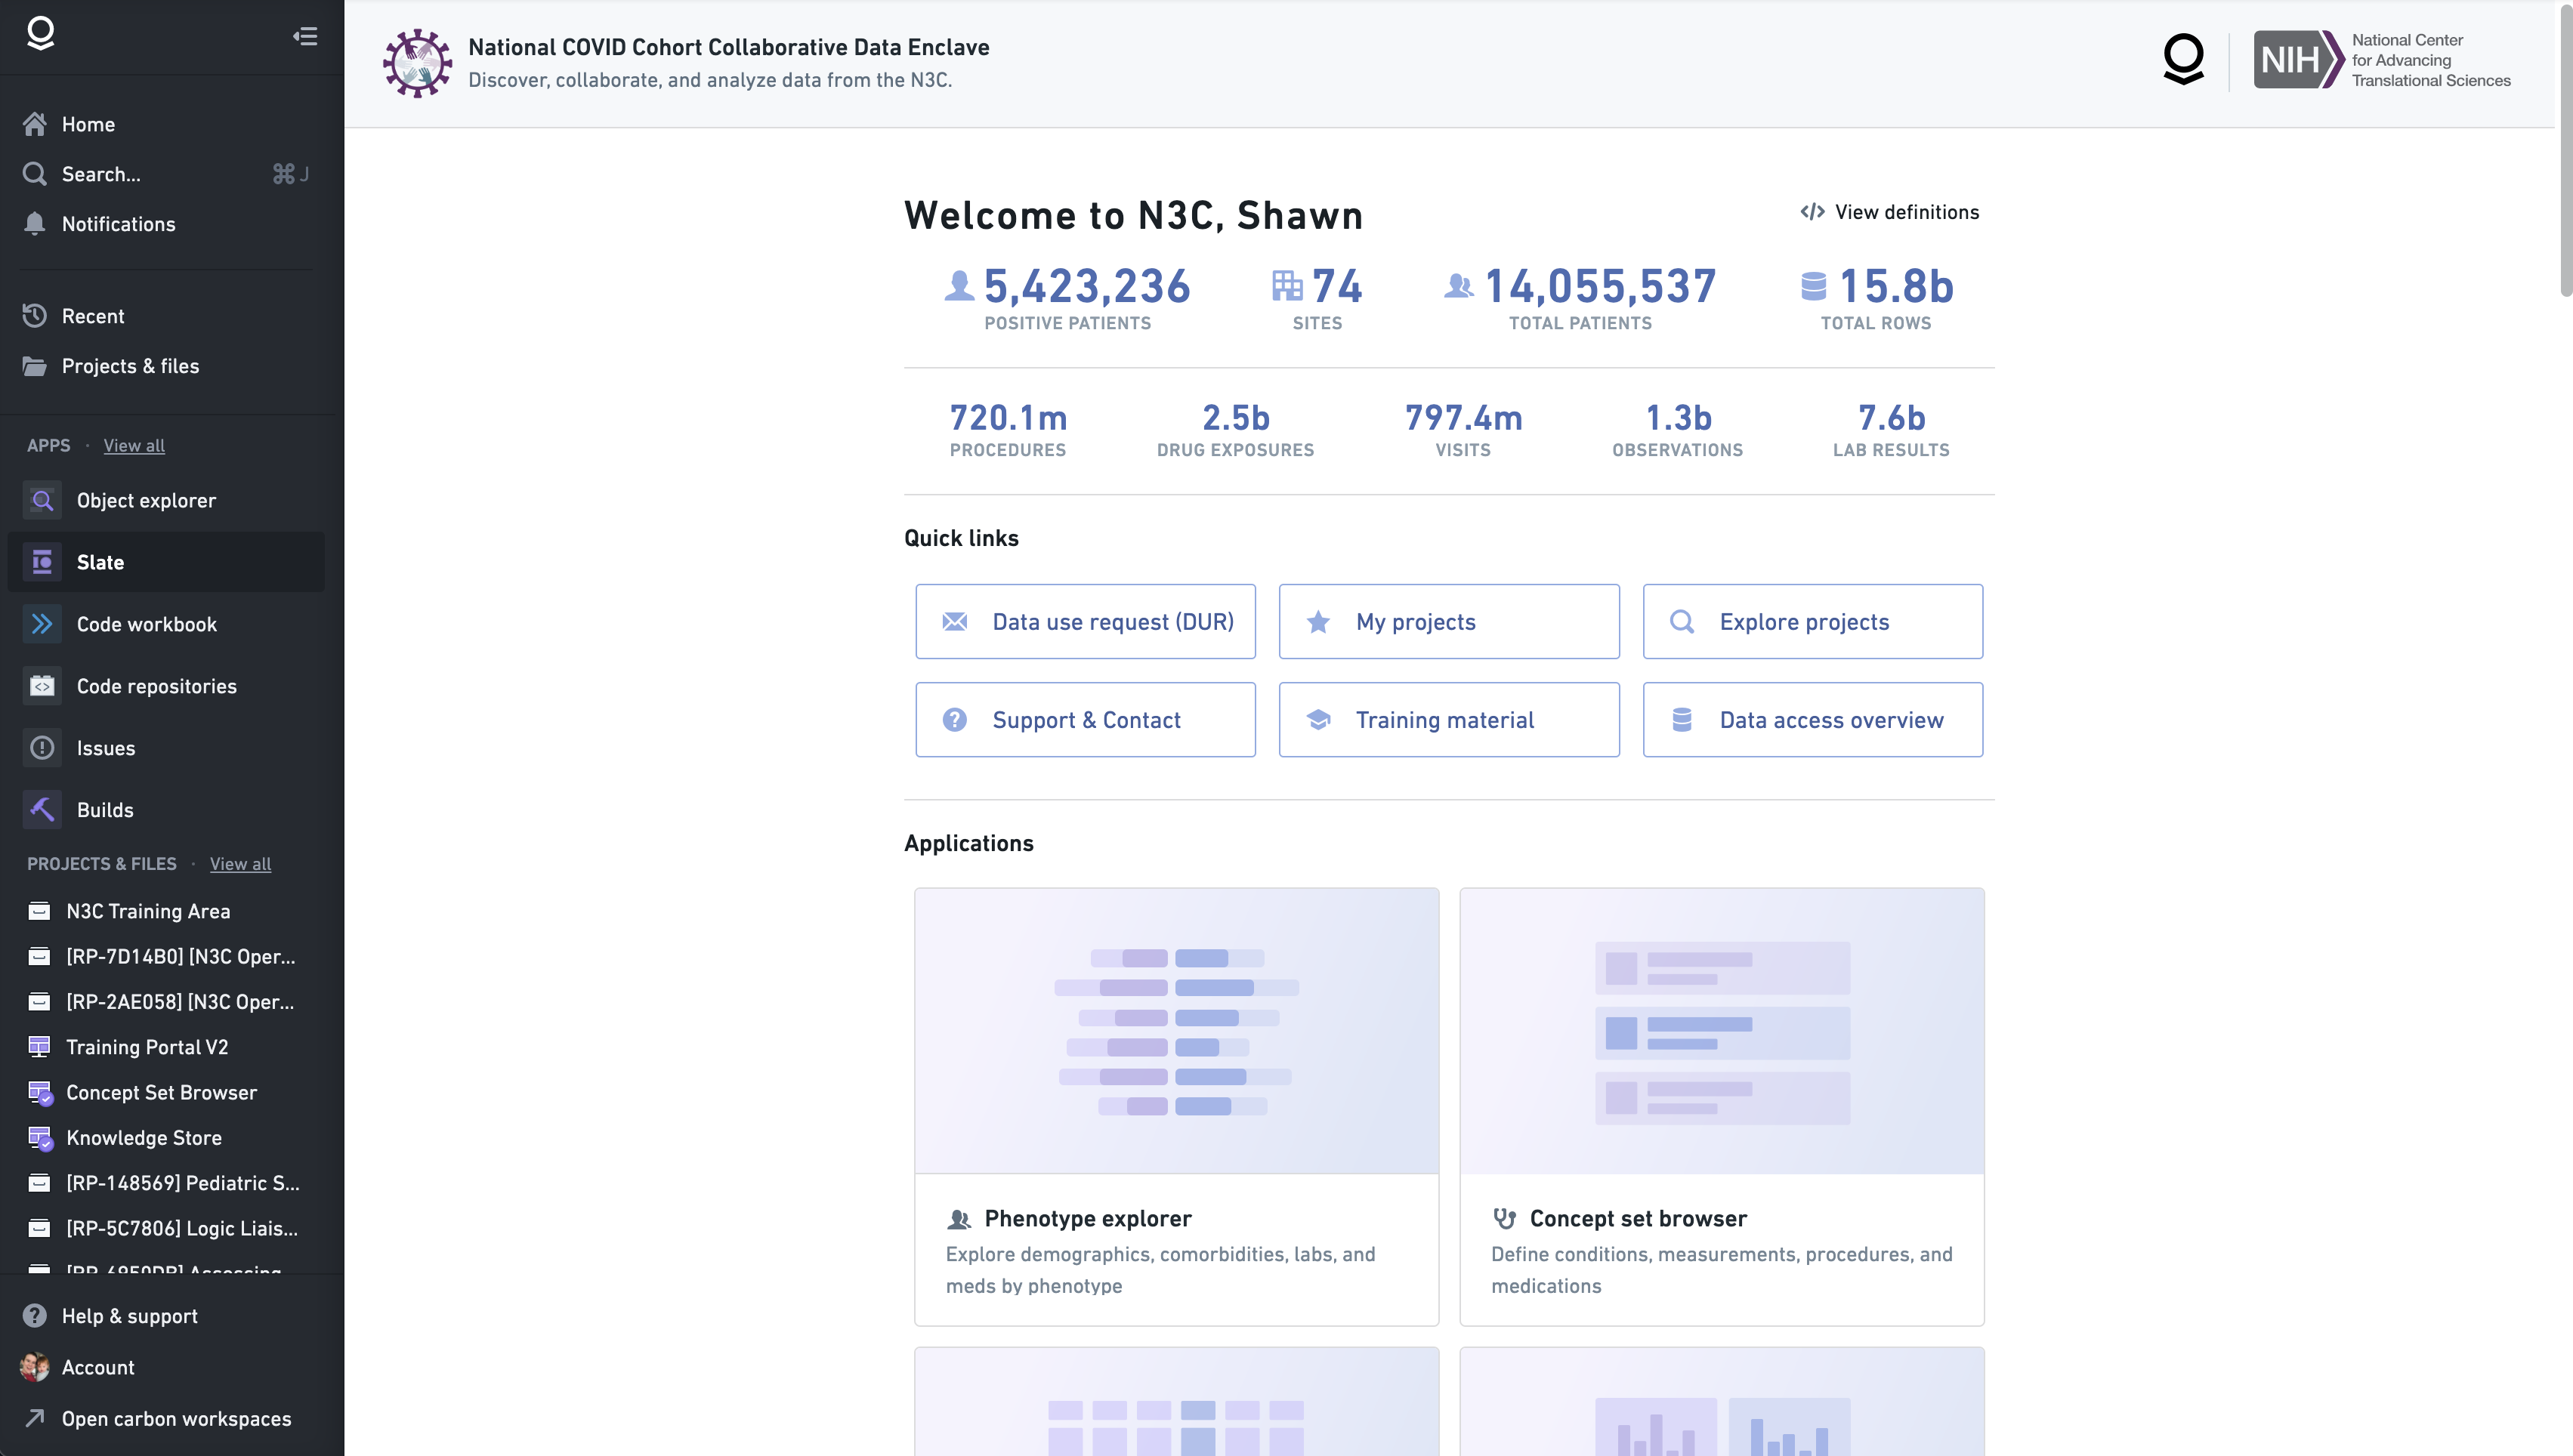 Home
Search... ⌘ J
Notifications
Recent
Projects & files
APPS · View all
Object explorer
Slate
Code workbook
Code repositories
Issues
Builds
PROJECTS & FILES · View all
N3C Training Area
[RP-7D14B0] [N3C Oper...
[RP-2AE058] [N3C Oper...
Training Portal V2
Concept Set Browser
Knowledge Store
[RP-148569] Pediatric S...
[RP-5C7806] Logic Liais...
Help & support
Account
Open carbon workspaces
National COVID Cohort Collaborative Data Enclave
Discover, collaborate, and analyze data from the N3C.
NIH
National Center
for Advancing
Translational Sciences
Welcome to N3C, Shawn
</> View definitions
5,423,236 74 14,055,537 15.8b
POSITIVE PATIENTS SITES TOTAL PATIENTS TOTAL ROWS
720.1m 2.5b 797.4m 1.3b 7.6b
PROCEDURES DRUG EXPOSURES VISITS OBSERVATIONS LAB RESULTS
Quick links
Data use request (DUR) My projects Explore projects
Support & Contact Training material Data access overview
Applications
Phenotype explorer
Explore demographics, comorbidities, labs, and
meds by phenotype
Concept set browser
Define conditions, measurements, procedures, and
medications